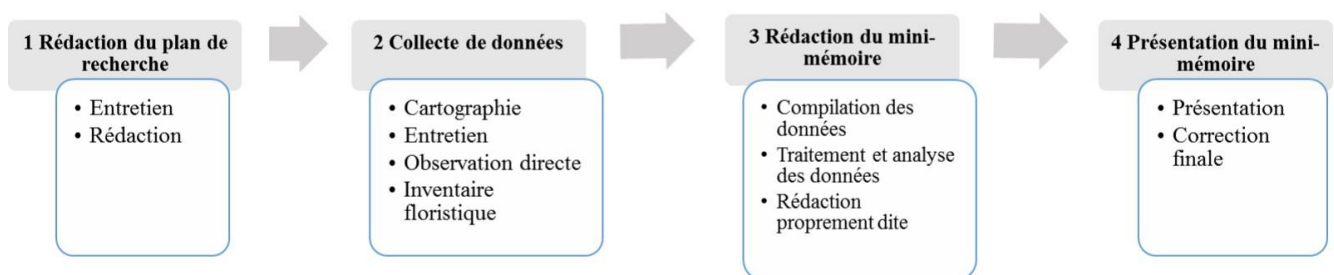 1 Rédaction du plan de
recherche
• Entretien
• Rédaction
2 Collecte de données
• Cartographie
• Entretien
• Observation directe
• Inventaire
floristique
3 Rédaction du mini-
mémoire
• Compilation des
données
• Traitement et analyse
des données
• Rédaction
proprement dite
4 Présentation du mini-
mémoire
• Présentation
• Correction
finale